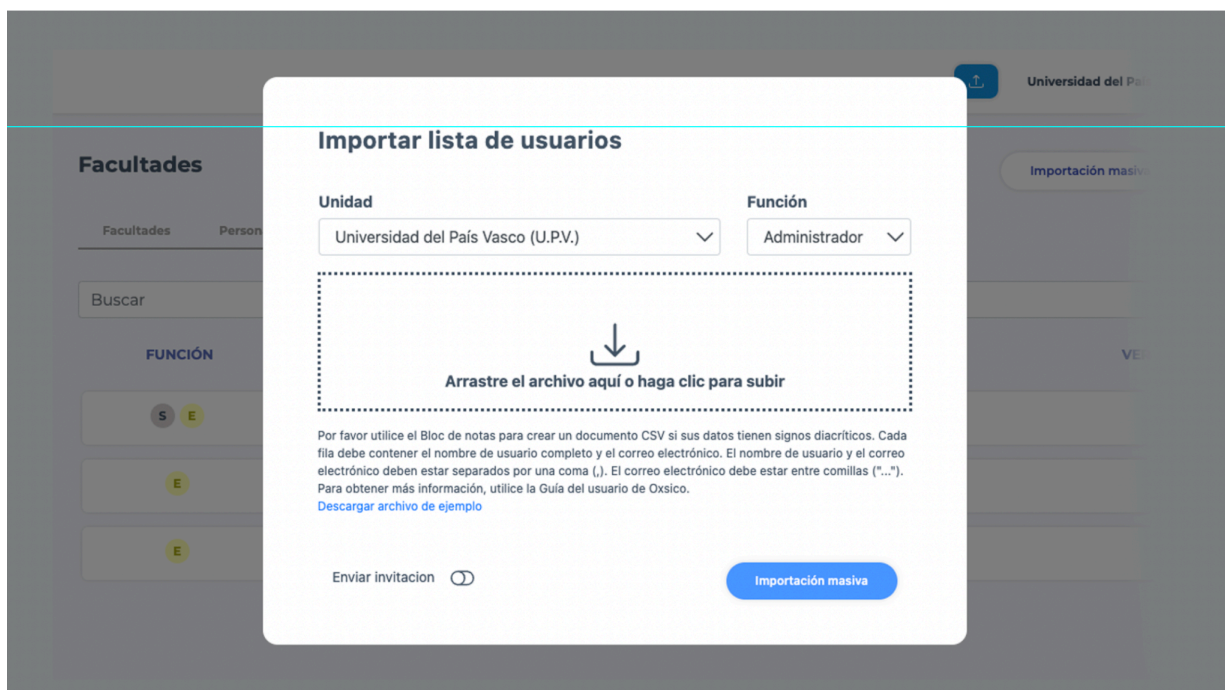 Universidad del
Importar lista de usuarios
Facultades
Importación
Unidad
Función
Facultades
Universidad del País Vasco (U.P.V.)
Administrador
Buscar
FUNCIÓN
Arrastre el archivo aquí o haga clic para subir
S E
Por favor utilice el Bloc de notas para crear un documento CSV si sus datos tienen signos diacríticos. Cada
fila debe contener el nombre de usuario completo y el correo electrónico. El nombre de usuario y el correo
electrónico deben estar separados por una coma (,). El correo electrónico debe estar entre comillas ("...").
Para obtener más información, utilice la Guía del usuario de Oxsico.
E
Descargar archivo de ejemplo
E
Enviar invitacion
Importación masiva